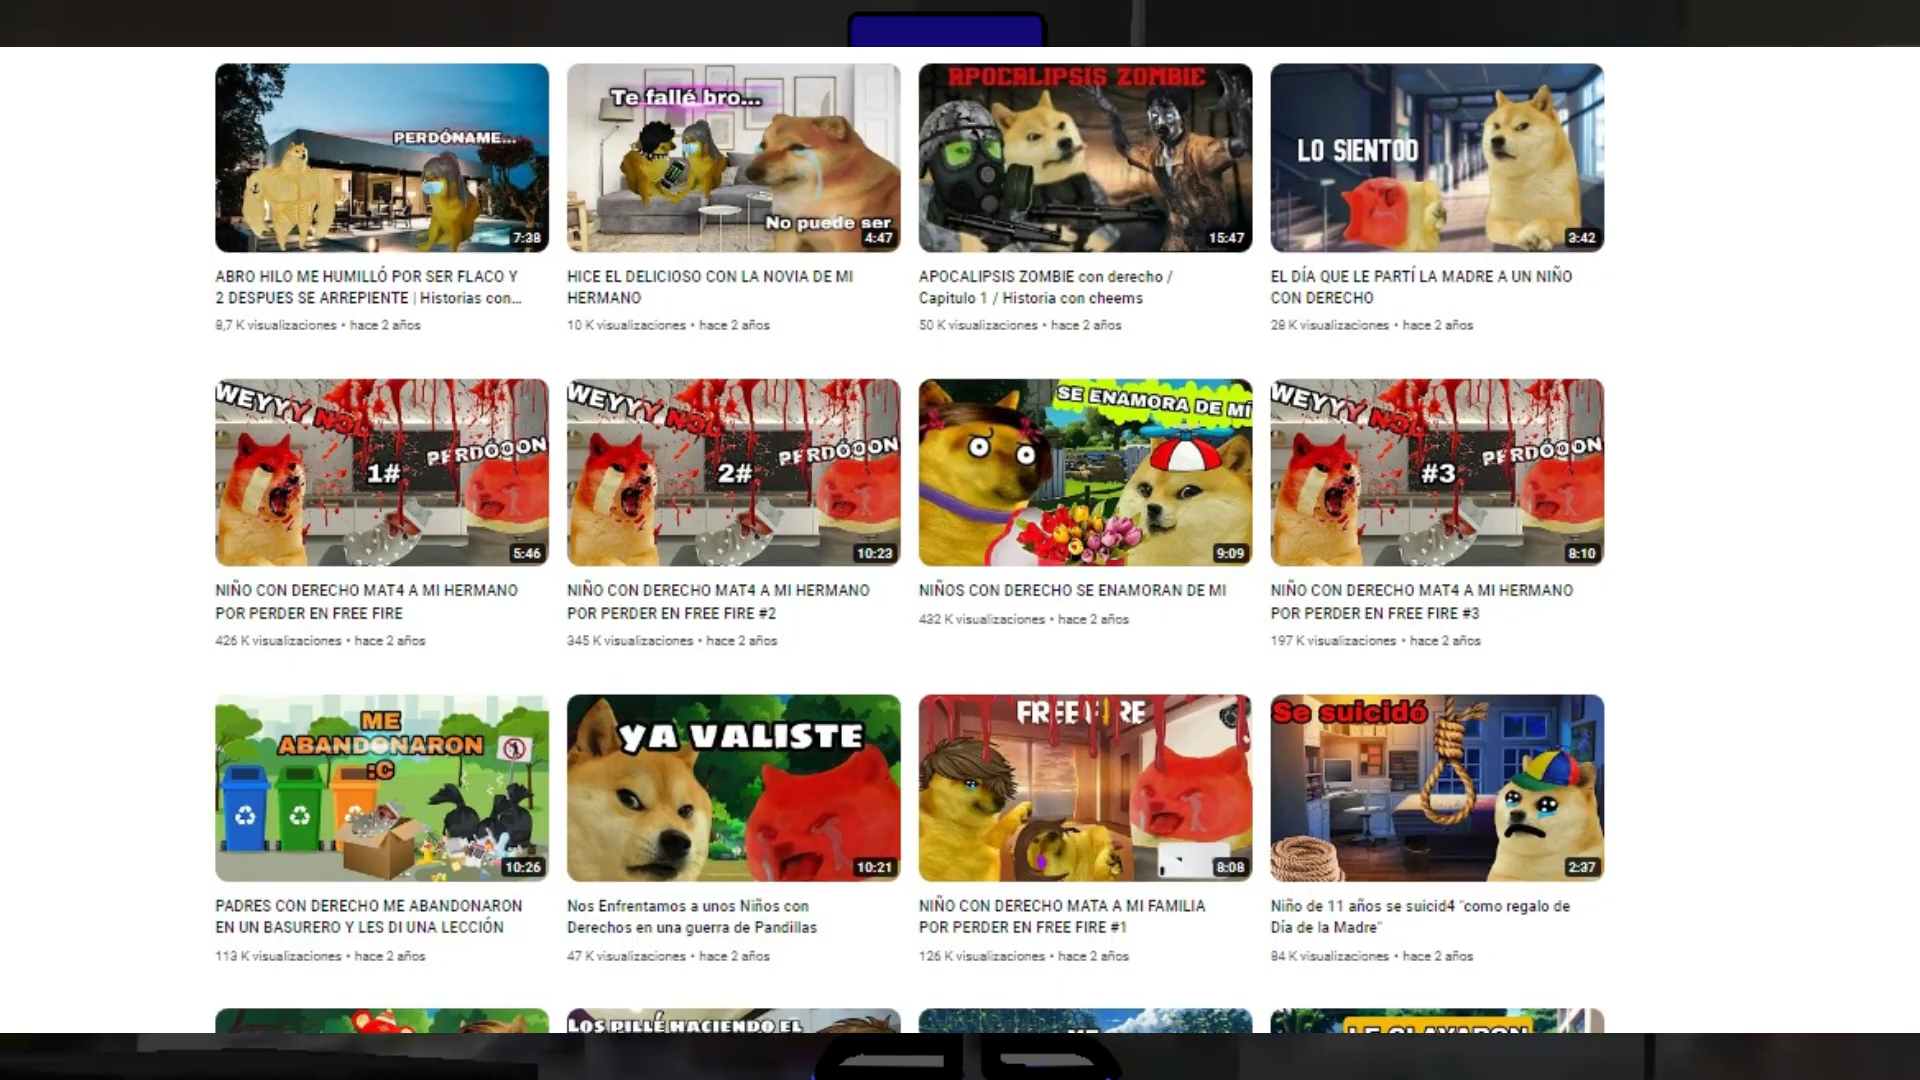 PERDÓNAME...
7:38
Te fallé bro...
No puede ser
4:47
APOCALIPSIS ZOMBIE
15:47
LO SIENTOO
3:42
ABRO HILO ME HUMILLÓ POR SER FLACO Y
2 DESPUES SE ARREPIENTE | Historias con...
8,7 K visualizaciones • hace 2 años
HICE EL DELICIOSO CON LA NOVIA DE MI
HERMANO
10 K visualizaciones • hace 2 años
APOCALIPSIS ZOMBIE con derecho /
Capitulo 1 / Historia con cheems
50 K visualizaciones • hace 2 años
EL DÍA QUE LE PARTÍ LA MADRE A UN NIÑO
CON DERECHO
28 K visualizaciones • hace 2 años
WEYYY NO
PERDÓOON
1#
5:46
WEYYY NO
PERDÓOON
2#
10:23
SE ENAMORA DE MÍ
9:09
WEYYY NO
PERDÓOON
#3
8:10
NIÑO CON DERECHO MAT4 A MI HERMANO
POR PERDER EN FREE FIRE
426 K visualizaciones • hace 2 años
NIÑO CON DERECHO MAT4 A MI HERMANO
POR PERDER EN FREE FIRE #2
345 K visualizaciones • hace 2 años
NIÑOS CON DERECHO SE ENAMORAN DE MI
432 K visualizaciones • hace 2 años
NIÑO CON DERECHO MAT4 A MI HERMANO
POR PERDER EN FREE FIRE #3
197 K visualizaciones • hace 2 años
ME
ABANDONARON
:C
10:26
YA VALISTE
10:21
FREE FIRE
8:08
Se suicidó
2:37
PADRES CON DERECHO ME ABANDONARON
EN UN BASURERO Y LES DI UNA LECCIÓN
113 K visualizaciones • hace 2 años
Nos Enfrentamos a unos Niños con
Derechos en una guerra de Pandillas
47 K visualizaciones • hace 2 años
NIÑO CON DERECHO MATA A MI FAMILIA
POR PERDER EN FREE FIRE #1
126 K visualizaciones • hace 2 años
Niño de 11 años se suicid4 "como regalo de
Día de la Madre"
84 K visualizaciones • hace 2 años
LOS PILLÉ HACIENDO EL
LE CLAVARON